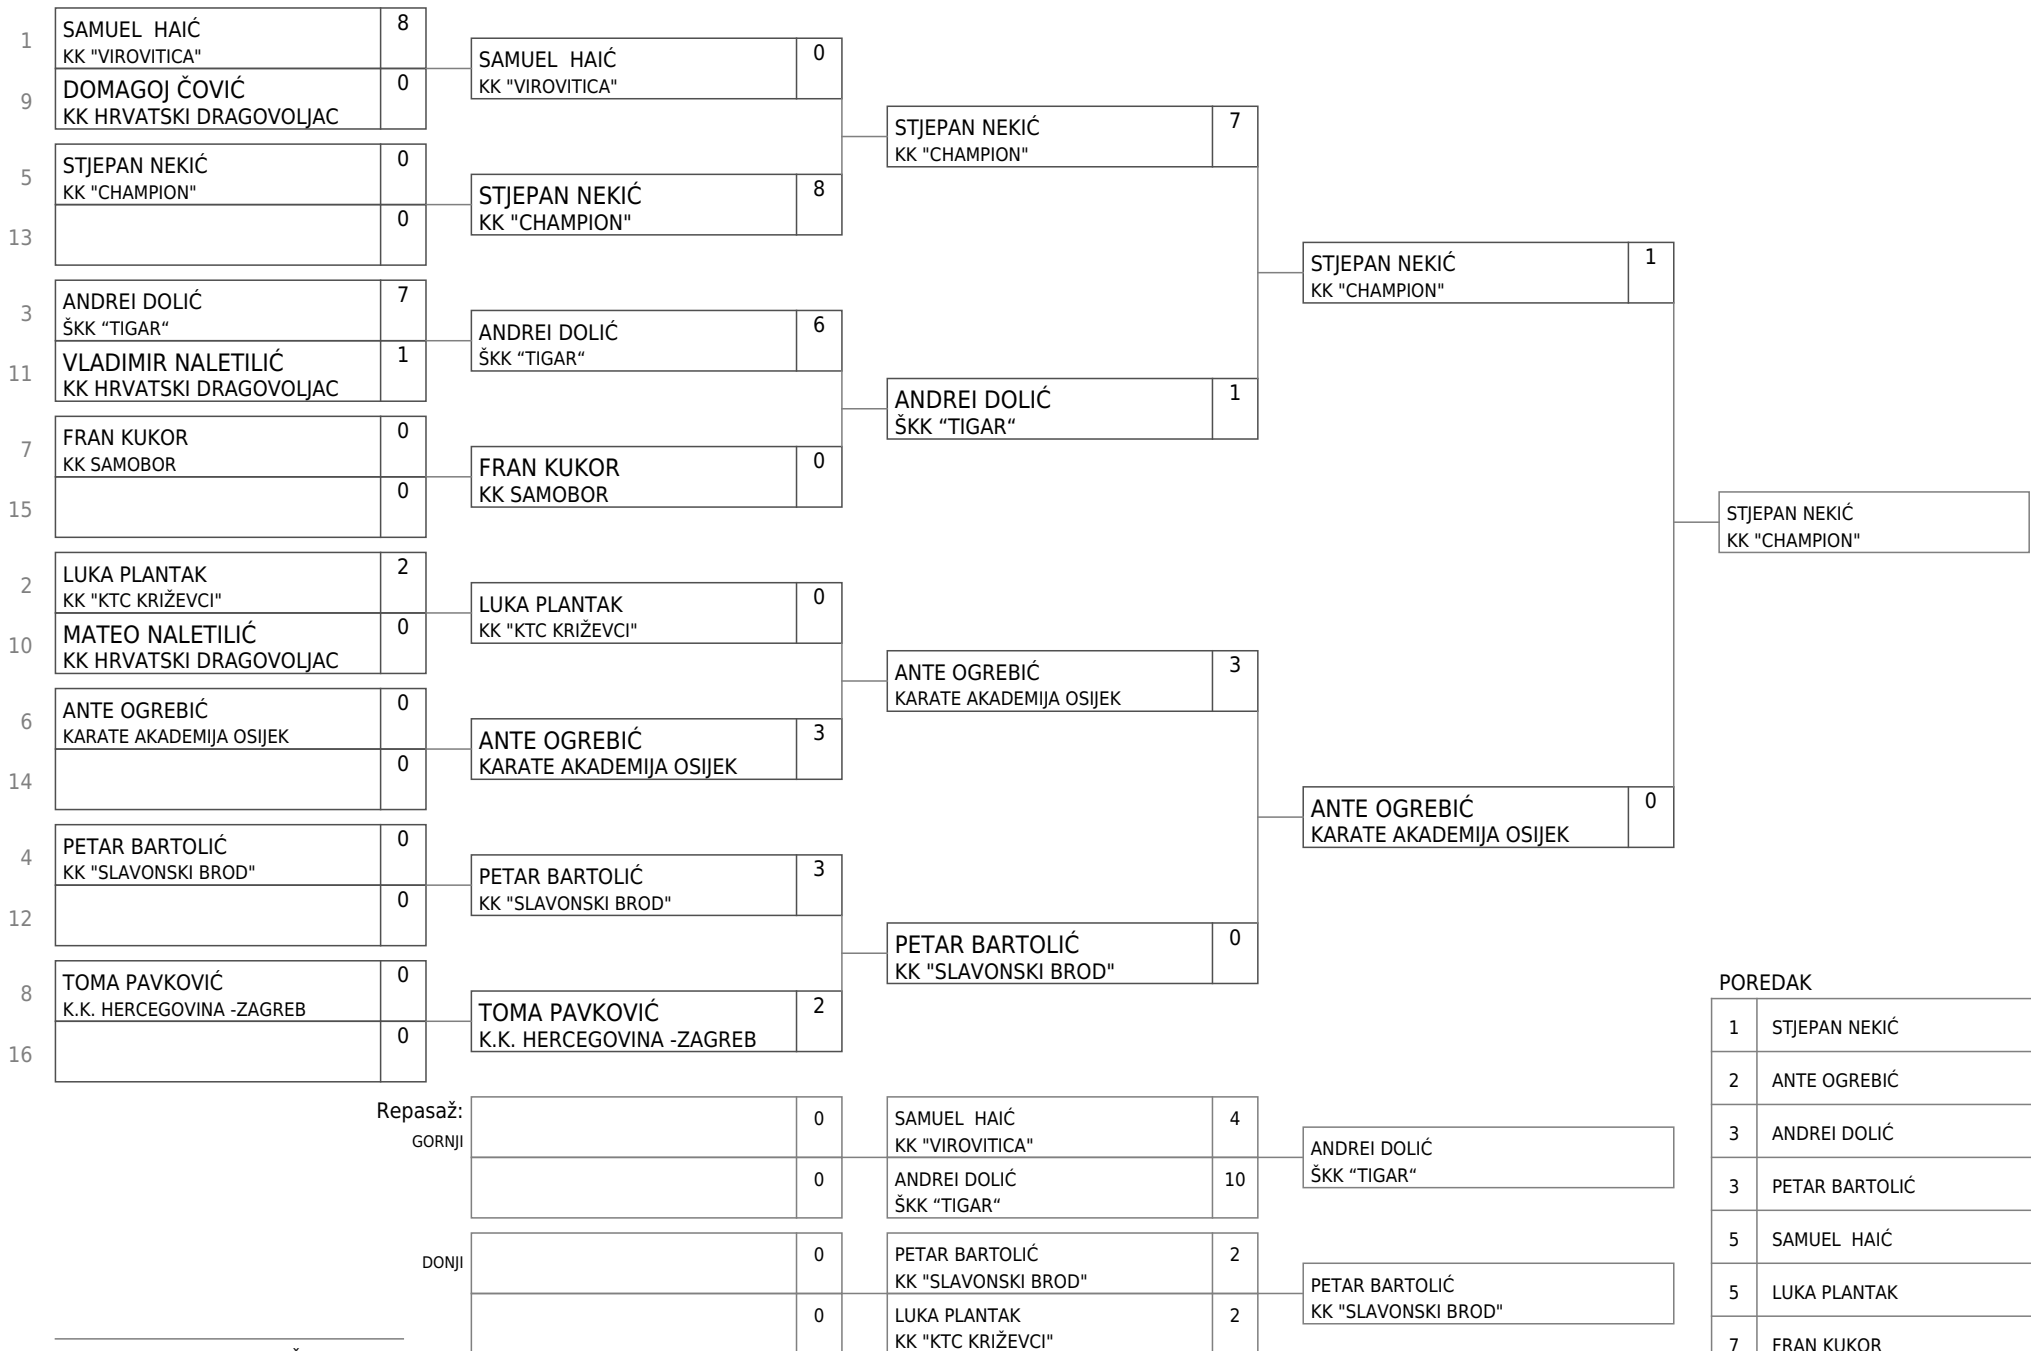 1
SAMUEL  HAIĆ
8
KK "VIROVITICA"
9
DOMAGOJ ČOVIĆ
0
KK HRVATSKI DRAGOVOLJAC
5
STJEPAN NEKIĆ
0
KK "CHAMPION"
13
0
3
ANDREI DOLIĆ
7
ŠKK “TIGAR“
11
VLADIMIR NALETILIĆ
1
KK HRVATSKI DRAGOVOLJAC
7
FRAN KUKOR
0
KK SAMOBOR
15
0
2
LUKA PLANTAK
2
KK "KTC KRIŽEVCI"
10
MATEO NALETILIĆ
0
KK HRVATSKI DRAGOVOLJAC
6
ANTE OGREBIĆ
0
KARATE AKADEMIJA OSIJEK
14
0
4
PETAR BARTOLIĆ
0
KK "SLAVONSKI BROD"
12
0
8
TOMA PAVKOVIĆ
0
K.K. HERCEGOVINA -ZAGREB
16
0
SAMUEL  HAIĆ
0
KK "VIROVITICA"
STJEPAN NEKIĆ
8
KK "CHAMPION"
ANDREI DOLIĆ
6
ŠKK “TIGAR“
FRAN KUKOR
0
KK SAMOBOR
LUKA PLANTAK
0
KK "KTC KRIŽEVCI"
ANTE OGREBIĆ
3
KARATE AKADEMIJA OSIJEK
PETAR BARTOLIĆ
3
KK "SLAVONSKI BROD"
TOMA PAVKOVIĆ
2
K.K. HERCEGOVINA -ZAGREB
STJEPAN NEKIĆ
7
KK "CHAMPION"
ANDREI DOLIĆ
1
ŠKK “TIGAR“
ANTE OGREBIĆ
3
KARATE AKADEMIJA OSIJEK
PETAR BARTOLIĆ
0
KK "SLAVONSKI BROD"
STJEPAN NEKIĆ
1
KK "CHAMPION"
ANTE OGREBIĆ
0
KARATE AKADEMIJA OSIJEK
STJEPAN NEKIĆ
KK "CHAMPION"
Repasaž:
GORNJI
0
0
SAMUEL  HAIĆ
4
KK "VIROVITICA"
ANDREI DOLIĆ
10
ŠKK “TIGAR“
ANDREI DOLIĆ
ŠKK “TIGAR“
DONJI
0
0
PETAR BARTOLIĆ
2
KK "SLAVONSKI BROD"
LUKA PLANTAK
2
KK "KTC KRIŽEVCI"
PETAR BARTOLIĆ
KK "SLAVONSKI BROD"
POREDAK
1 STJEPAN NEKIĆ
2 ANTE OGREBIĆ
3 ANDREI DOLIĆ
3 PETAR BARTOLIĆ
5 SAMUEL  HAIĆ
5 LUKA PLANTAK
7 FRAN KUKOR